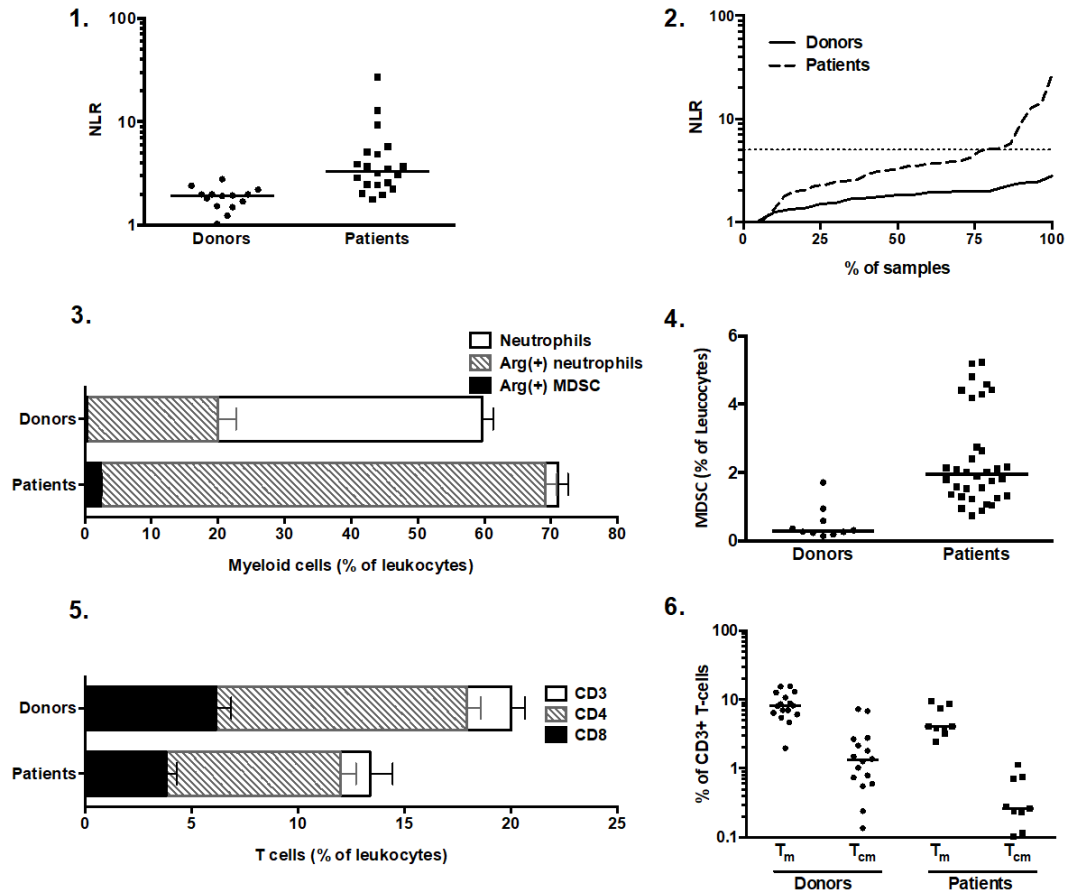 1.
100
10
1
NLR
Donors
Patients
2.
100
10
1
NLR
Donors
Patients
0
25
50
75
100
% of samples
3.
Neutrophils
Arg(+) neutrophils
Arg(+) MDSC
Donors
Patients
0
10
20
30
40
50
60
70
80
Myeloid cells (% of leukocytes)
4.
6
4
2
0
MDSC (% of Leucocytes)
Donors
Patients
5.
CD3
CD4
CD8
Donors
Patients
0
5
10
15
20
25
T cells (% of leukocytes)
6.
100
10
1
0.1
% of CD3+ T-cells
Tm
Tcm
Tm
Tcm
Donors
Patients